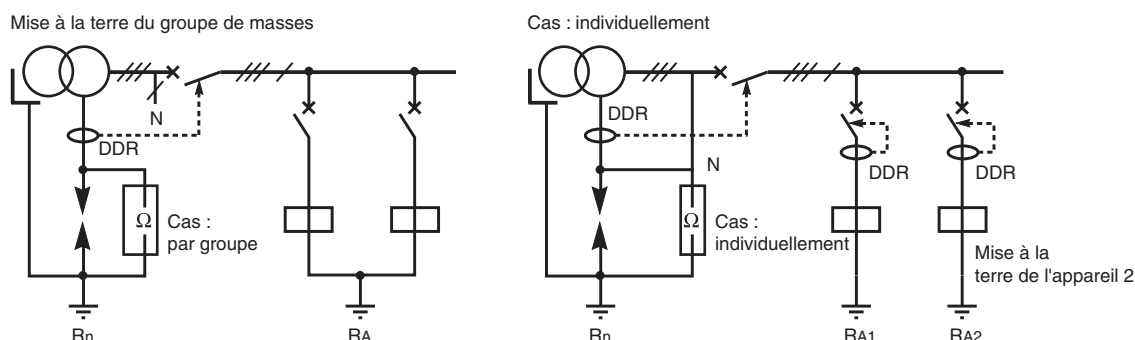 Mise à la terre du groupe de masses
N
DDR
Ω
Cas :
par groupe
Rn
RA
Cas : individuellement
DDR
N
Ω
Cas :
individuellement
DDR
DDR
Mise à la
terre de l'appareil 2
Rn
RA1
RA2